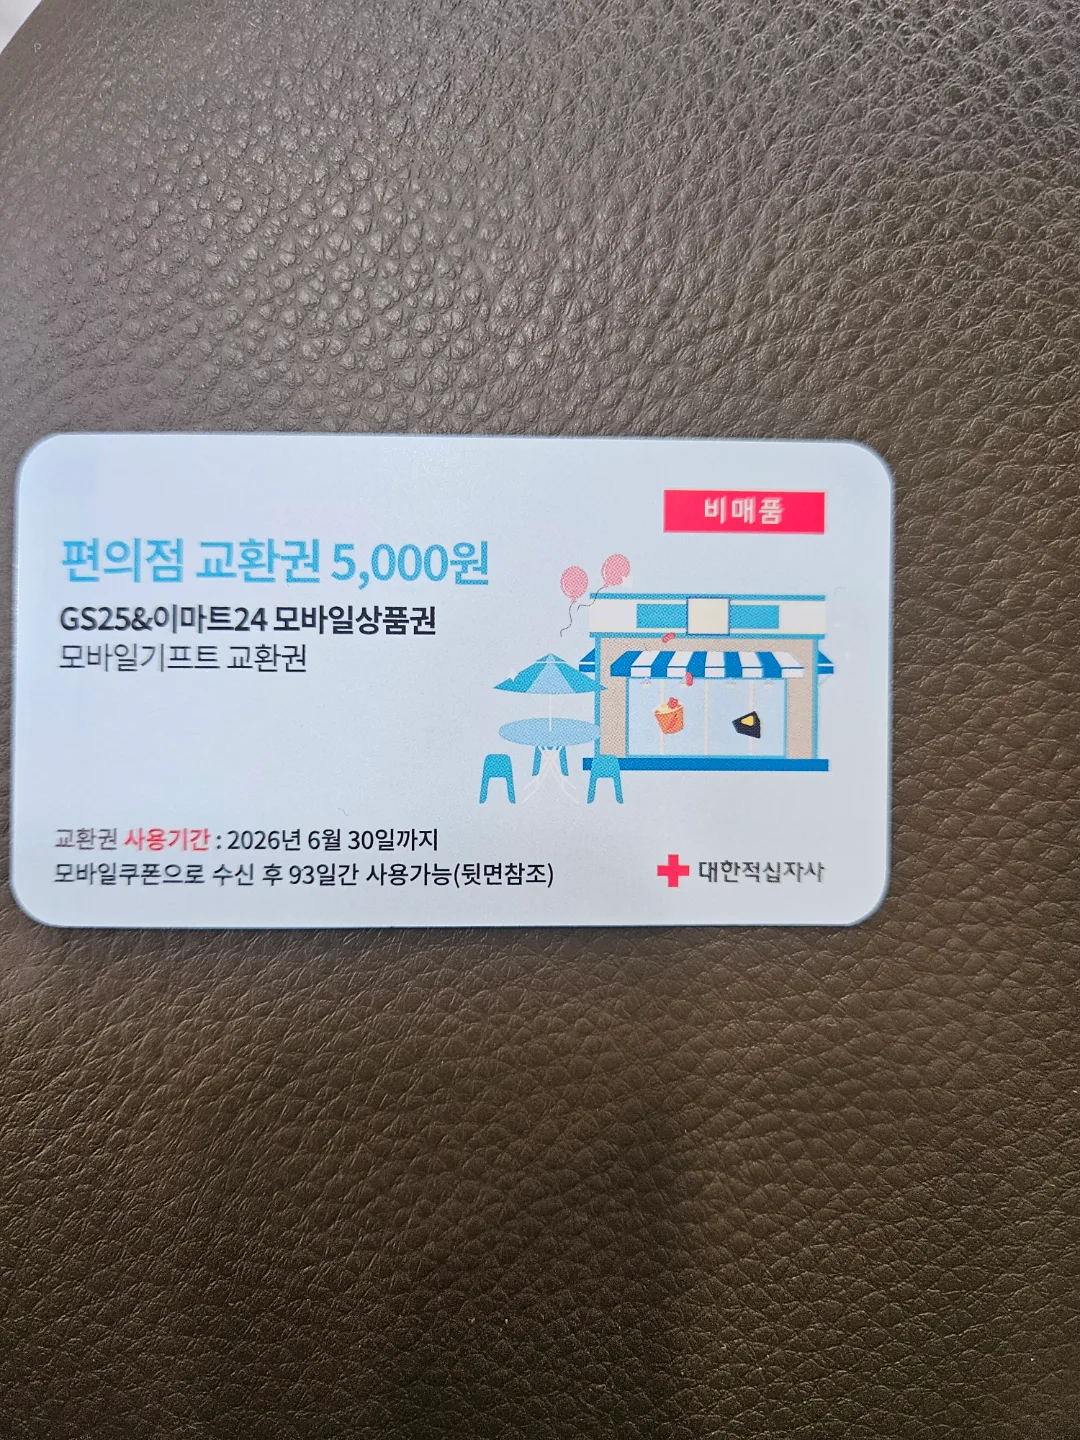 비매품
편의점 교환권 5,000원
GS25&이마트24 모바일상품권
모바일기프트 교환권
교환권 사용기간 : 2026년 6월 30일까지
모바일쿠폰으로 수신 후 93일간 사용가능(뒷면참조)
대한적십자사